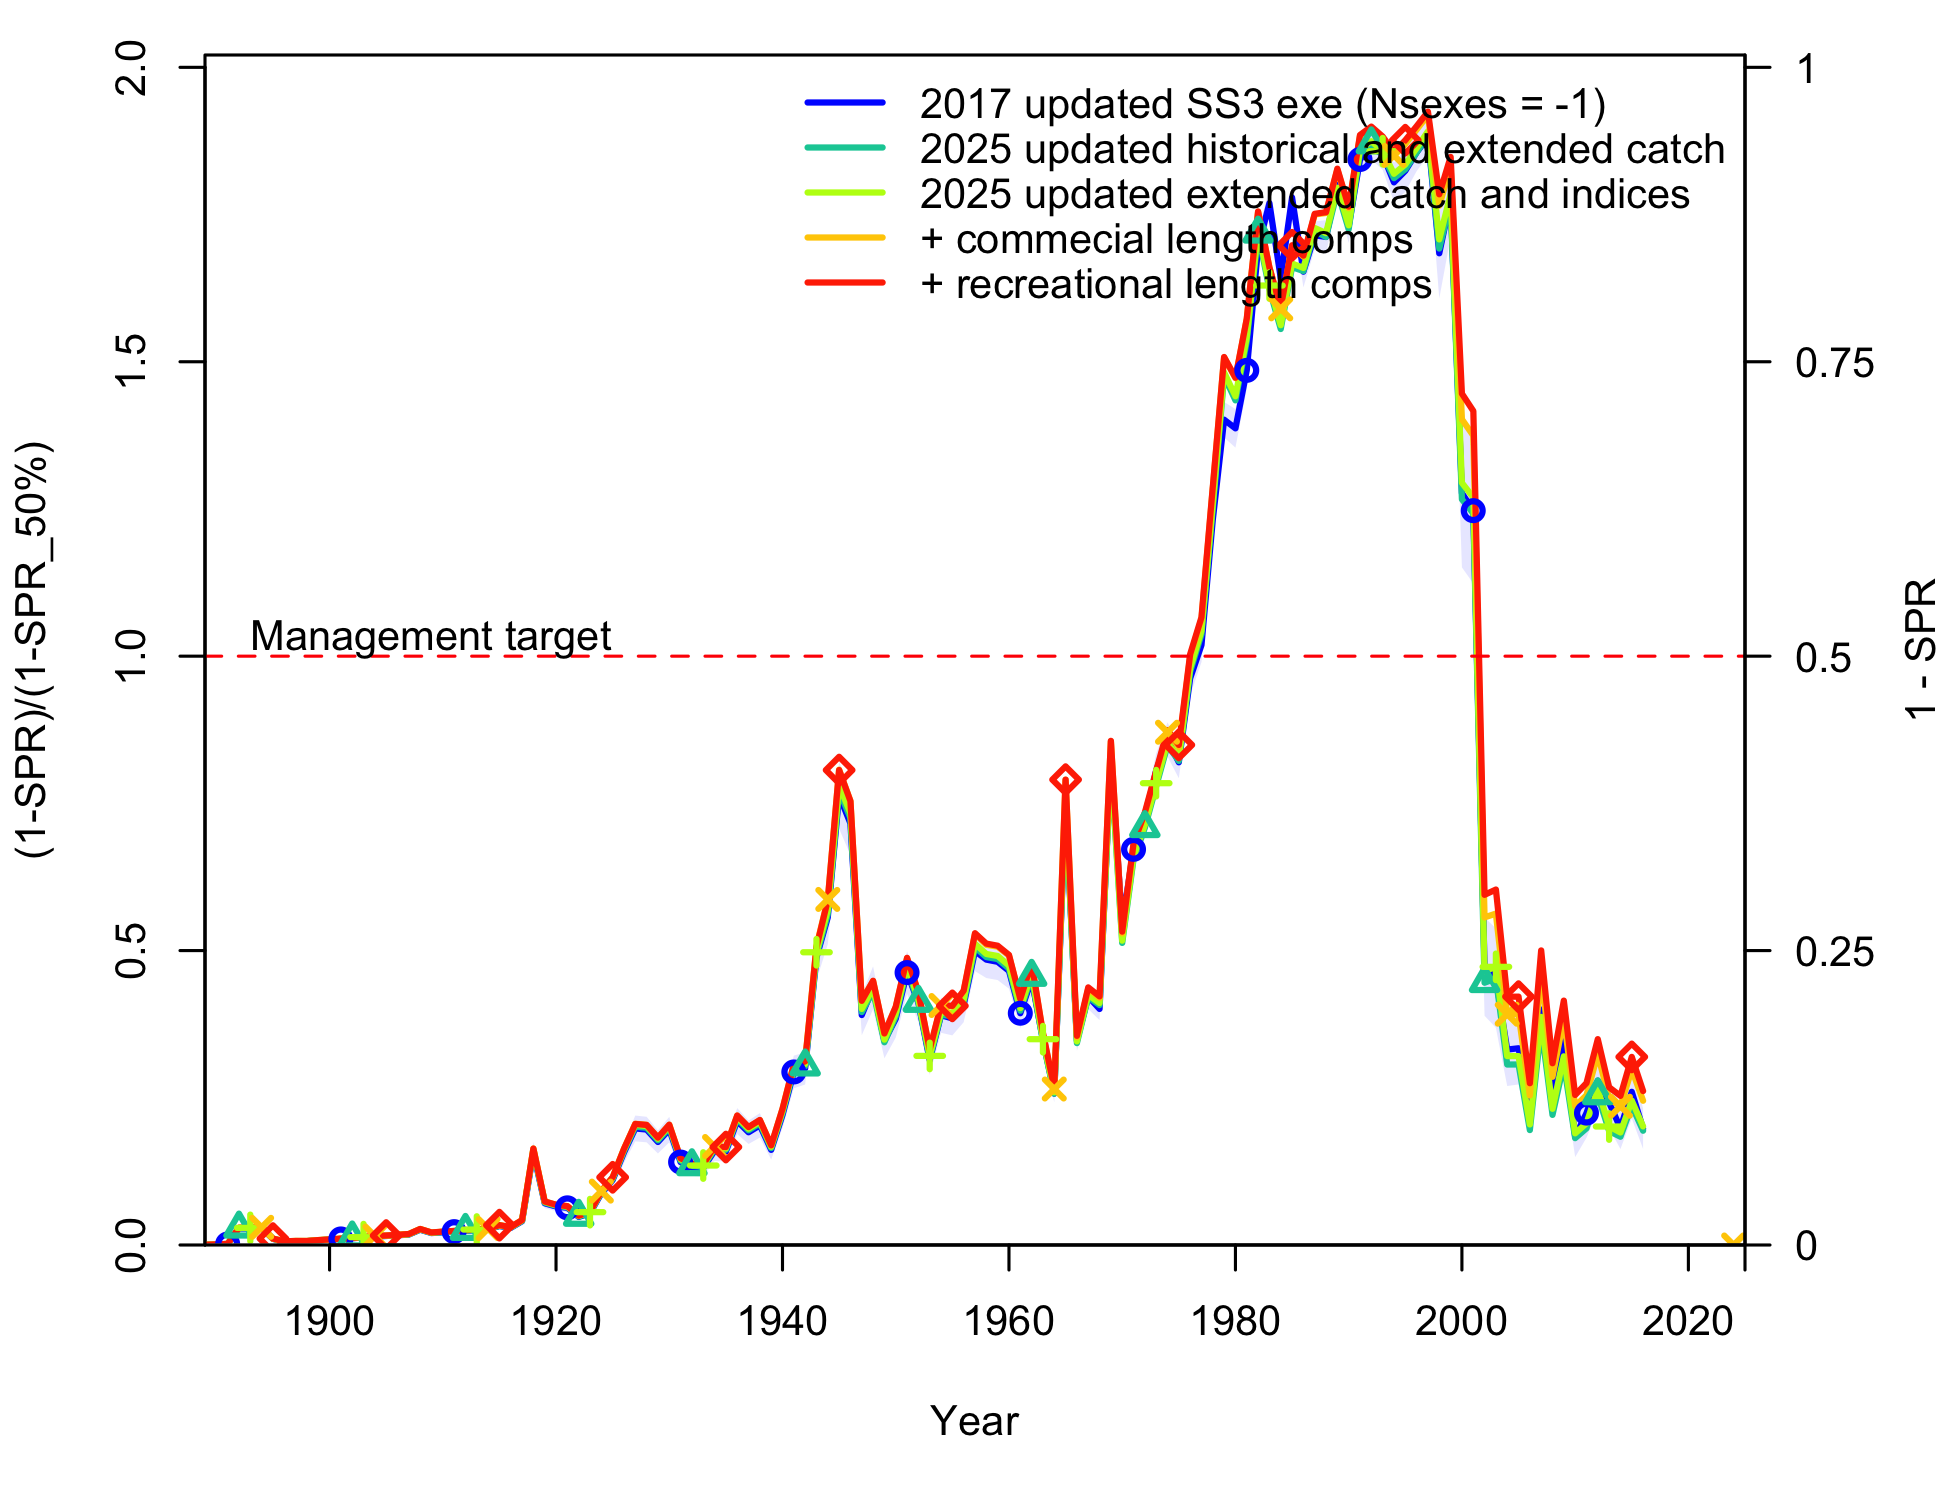 2017 updated SS3 exe (Nsexes = -1)
2025 updated historical and extended catch
2025 updated extended catch and indices
+ commecial length comps
+ recreational length comps
Management target
(1-SPR)/(1-SPR_50%)
2.0
1.5
1.0
0.5
0.0
1
0.75
0.5
0.25
0
1 - SPR
1900 1920 1940 1960 1980 2000 2020
Year